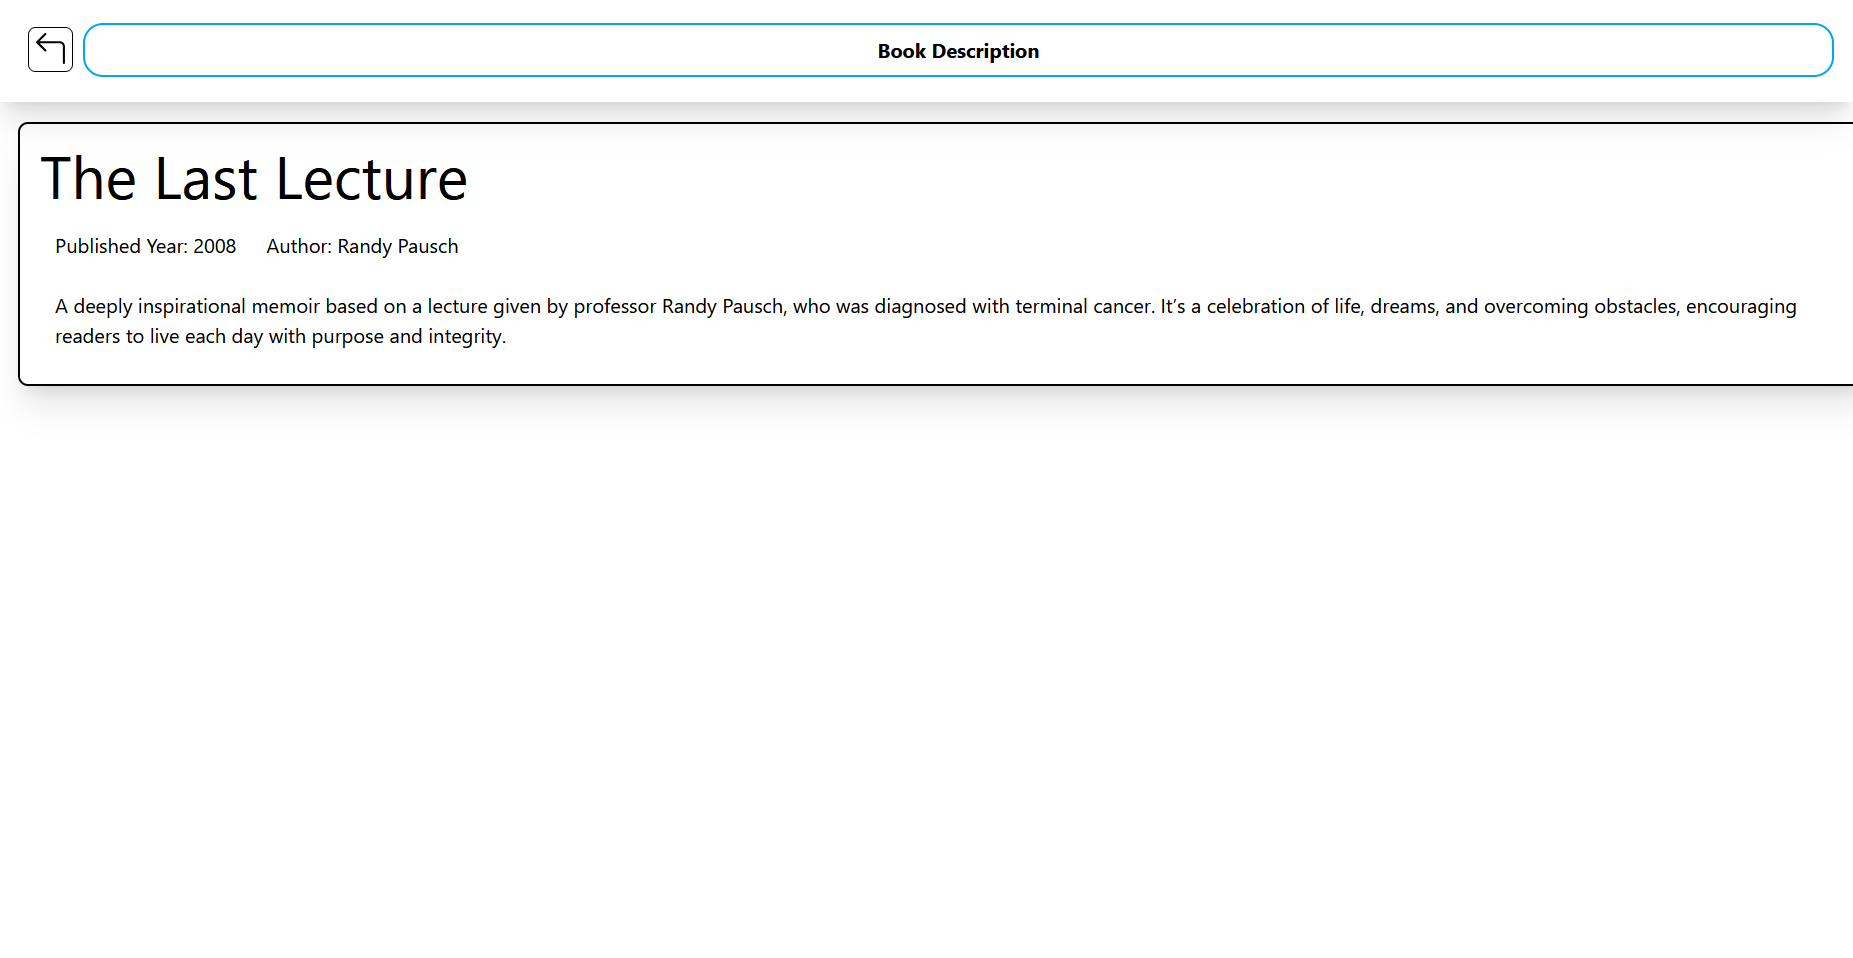 Book Description
The Last Lecture
Published Year: 2008 Author: Randy Pausch
A deeply inspirational memoir based on a lecture given by professor Randy Pausch, who was diagnosed with terminal cancer. It’s a celebration of life, dreams, and overcoming obstacles, encouraging
readers to live each day with purpose and integrity.